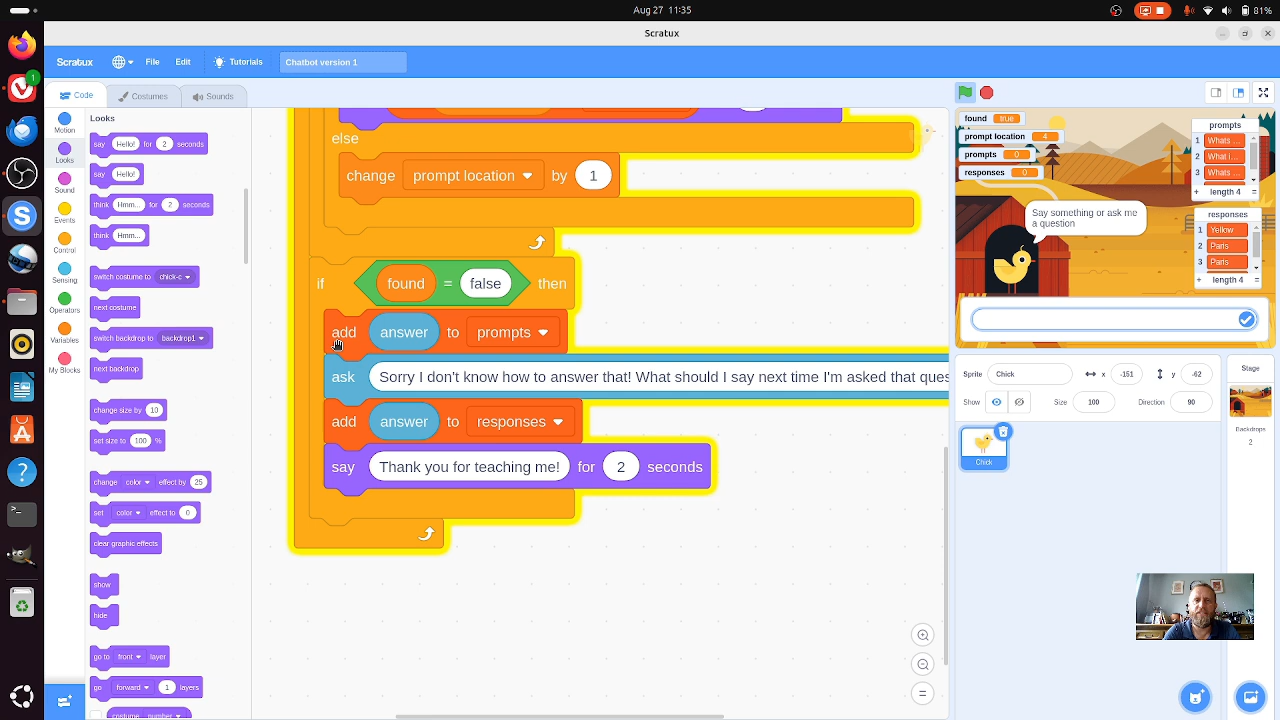 Aug 27 11:35
81%
Scratux
Scratux File Edit Tutorials Chatbot version 1
Code Costumes Sounds
Motion
Looks
Sound
Events
Control
Sensing
Operators
Variables
My Blocks
Looks
say Hello! for 2 seconds
say Hello!
think Hmm... for 2 seconds
think Hmm...
switch costume to chick-c
next costume
switch backdrop to backdrop1
next backdrop
change size by 10
set size to 100 %
change color effect by 25
set color effect to 0
clear graphic effects
show
hide
go to front layer
go forward 1 layers
costume number
else
change prompt location by 1
if found = false then
add answer to prompts
ask Sorry I don't know how to answer that! What should I say next time I'm asked that ques
add answer to responses
say Thank you for teaching me! for 2 seconds
found true
prompt location 4
prompts 0
responses 0
prompts
1 Whats ...
2 What i...
3 Whats ...
+ length 4 =
responses
1 Yellow
2 Paris
3 Paris
+ length 4 =
Say something or ask me
a question
Sprite Chick x -151 y -62
Show Size 100 Direction 90
Chick
Stage
Backdrops
2
1